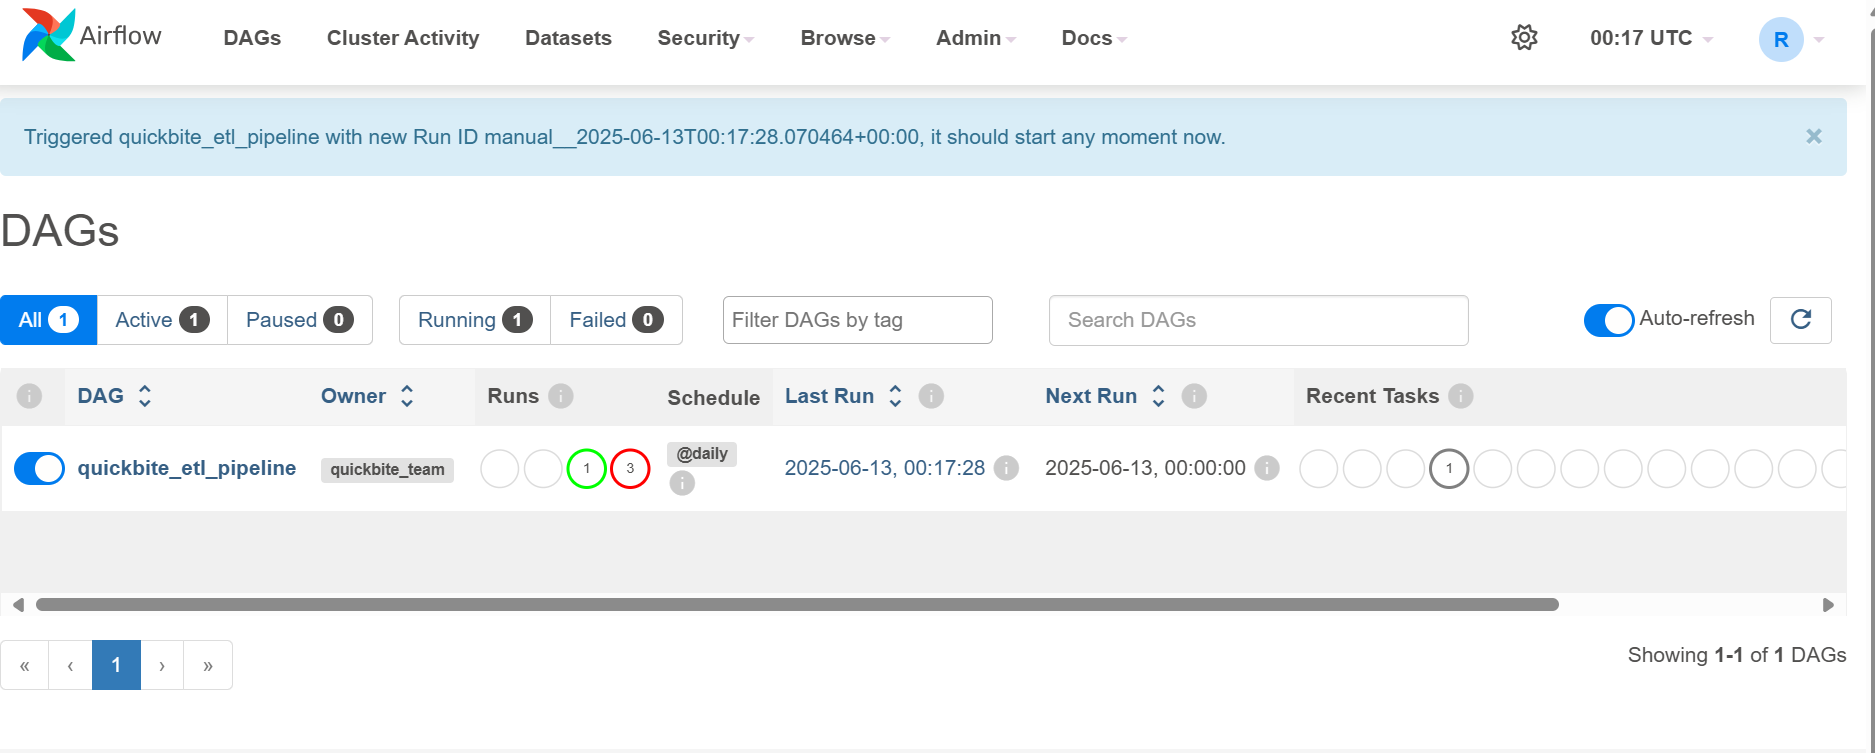 Airflow DAGs Cluster Activity Datasets Security Browse Admin Docs 00:17 UTC R
Triggered quickbite_etl_pipeline with new Run ID manual__2025-06-13T00:17:28.070464+00:00, it should start any moment now. ×
DAGs
All 1 Active 1 Paused 0 Running 1 Failed 0 Filter DAGs by tag Search DAGs Auto-refresh
i DAG Owner Runs i Schedule Last Run i Next Run i Recent Tasks i
quickbite_etl_pipeline quickbite_team 1 3 @daily i 2025-06-13, 00:17:28 i 2025-06-13, 00:00:00 i 1
« ‹ 1 › »
Showing 1-1 of 1 DAGs